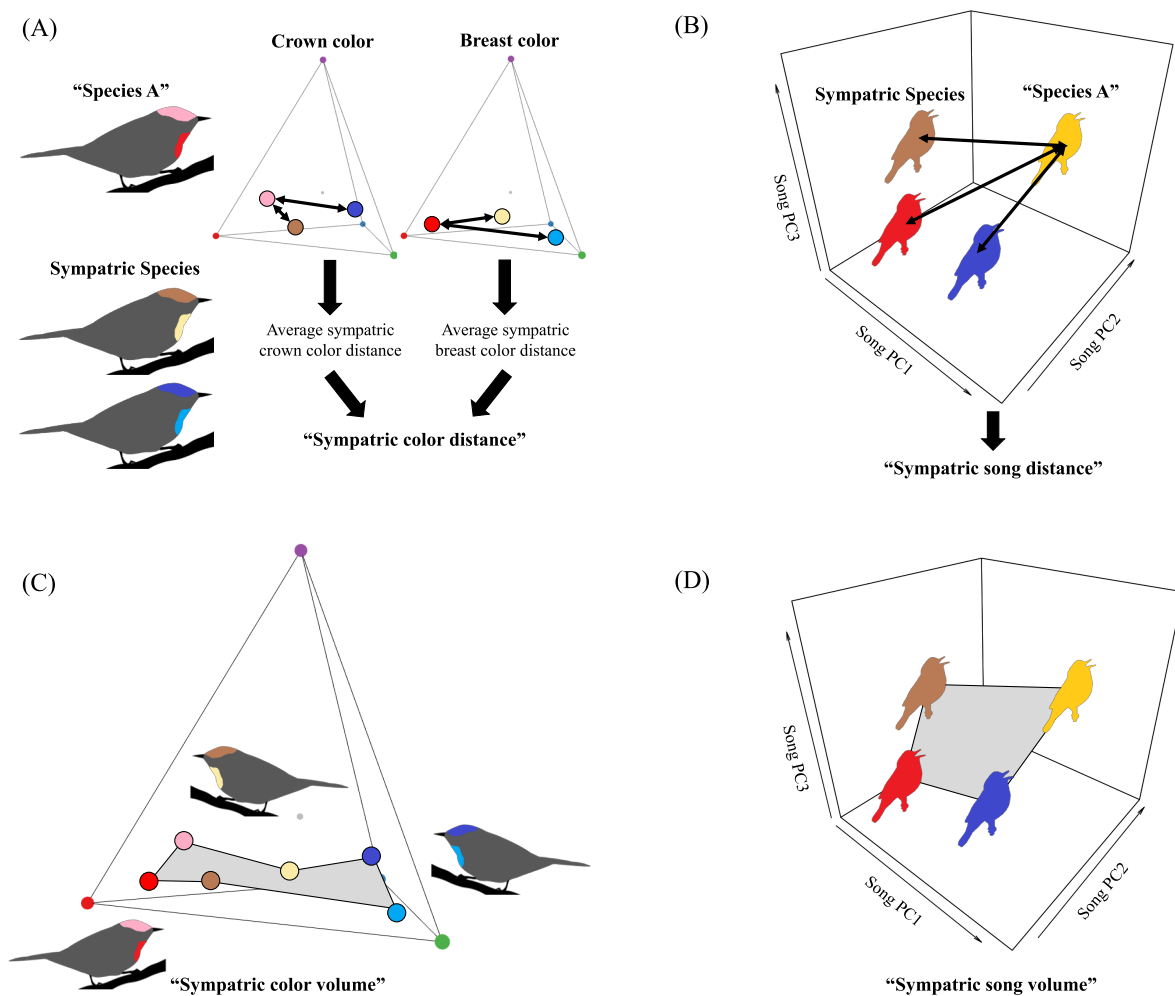 (A)
Crown color
Breast color
“Species A”
Sympatric Species
Average sympatric
crown color distance
Average sympatric
breast color distance
“Sympatric color distance”
(B)
Sympatric Species
“Species A”
Song PC3
Song PC1
Song PC2
“Sympatric song distance”
(C)
“Sympatric color volume”
(D)
Song PC3
Song PC1
Song PC2
“Sympatric song volume”